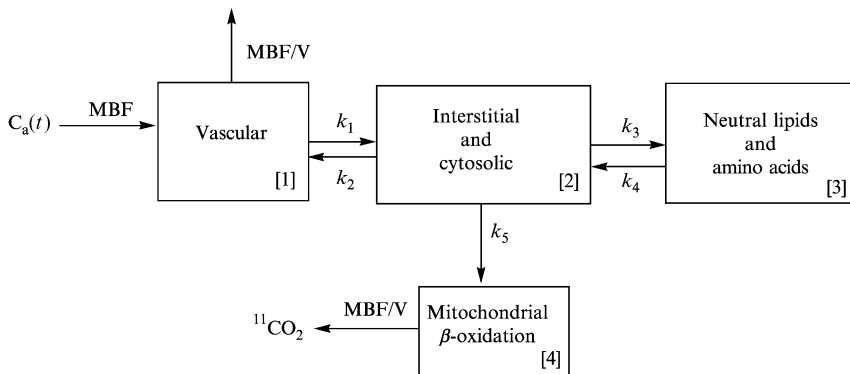 MBF/V
C_a(t)
MBF
Vascular
[1]
k_1
k_2
Interstitial
and
cytosolic
[2]
k_3
k_4
Neutral lipids
and
amino acids
[3]
k_5
^11CO_2
MBF/V
Mitochondrial
β-oxidation
[4]